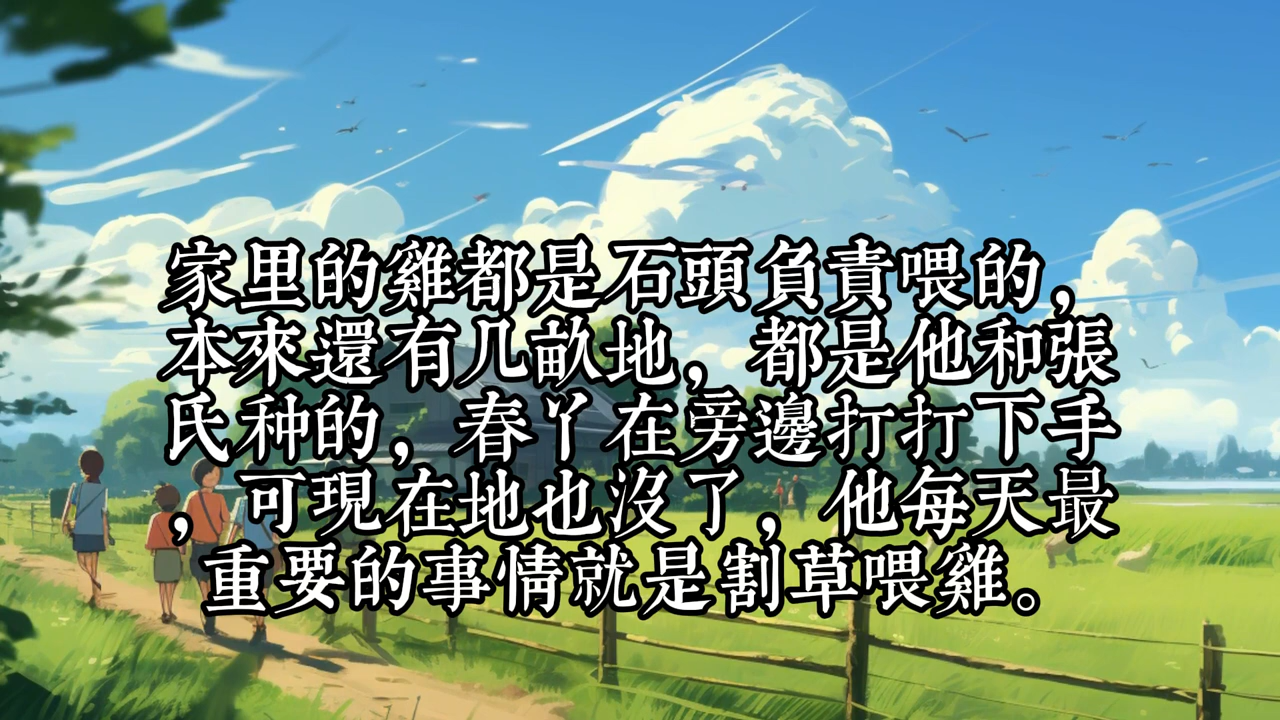 家里的雞都是石頭負責喂的，
本來還有几畝地，都是他和張
氏种的，春丫在旁邊打打下手
，可現在地也沒了，他每天最
重要的事情就是割草喂雞。